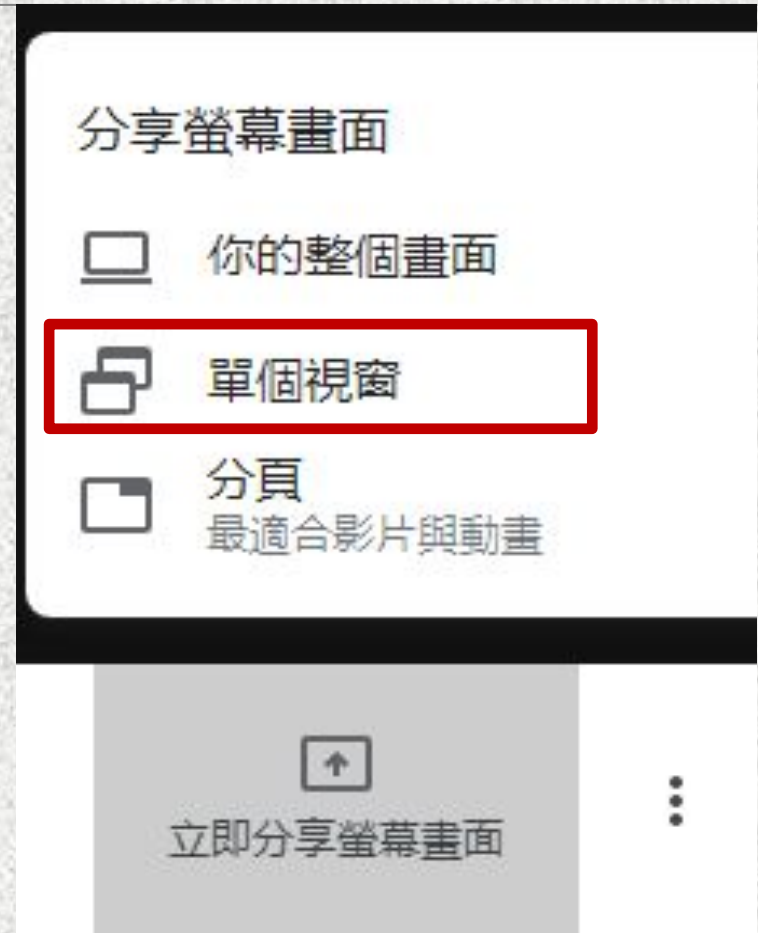 分享螢幕畫面
你的整個畫面
單個視窗
分頁
最適合影片與動畫
立即分享螢幕畫面